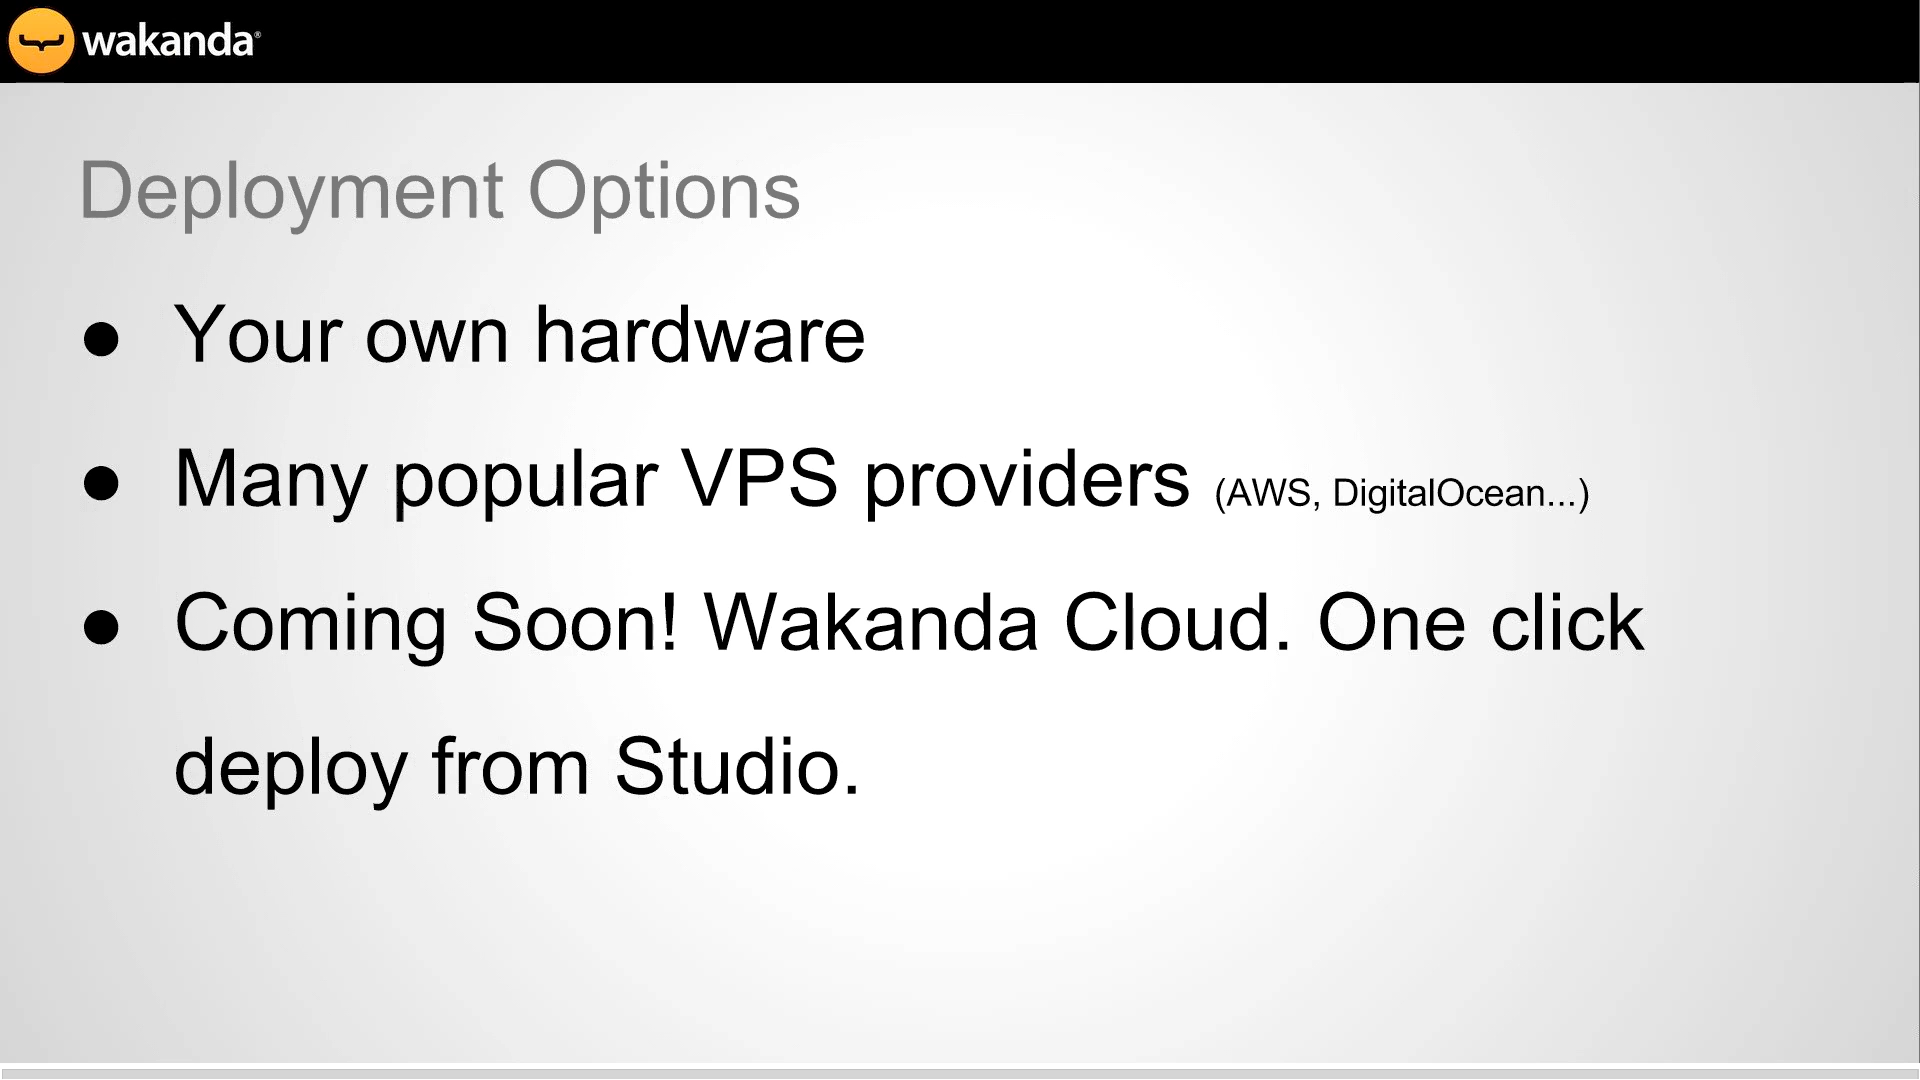 wakanda®
Deployment Options
● Your own hardware
● Many popular VPS providers (AWS, DigitalOcean...)
● Coming Soon! Wakanda Cloud. One click
deploy from Studio.